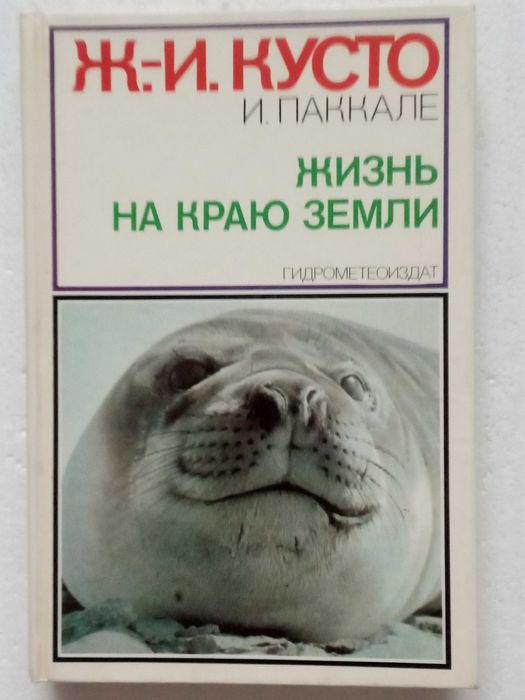 Ж.-И. КУСТО
И. ПАККАЛЕ
ЖИЗНЬ
НА КРАЮ ЗЕМЛИ
ГИДРОМЕТЕОИЗДАТ